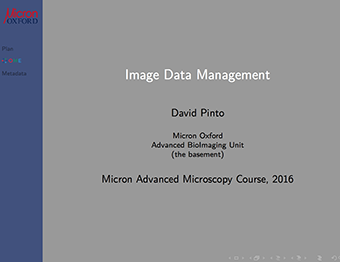 Micron
OXFORD
Plan
Metadata
Image Data Management
David Pinto
Micron Oxford
Advanced BioImaging Unit
(the basement)
Micron Advanced Microscopy Course, 2016